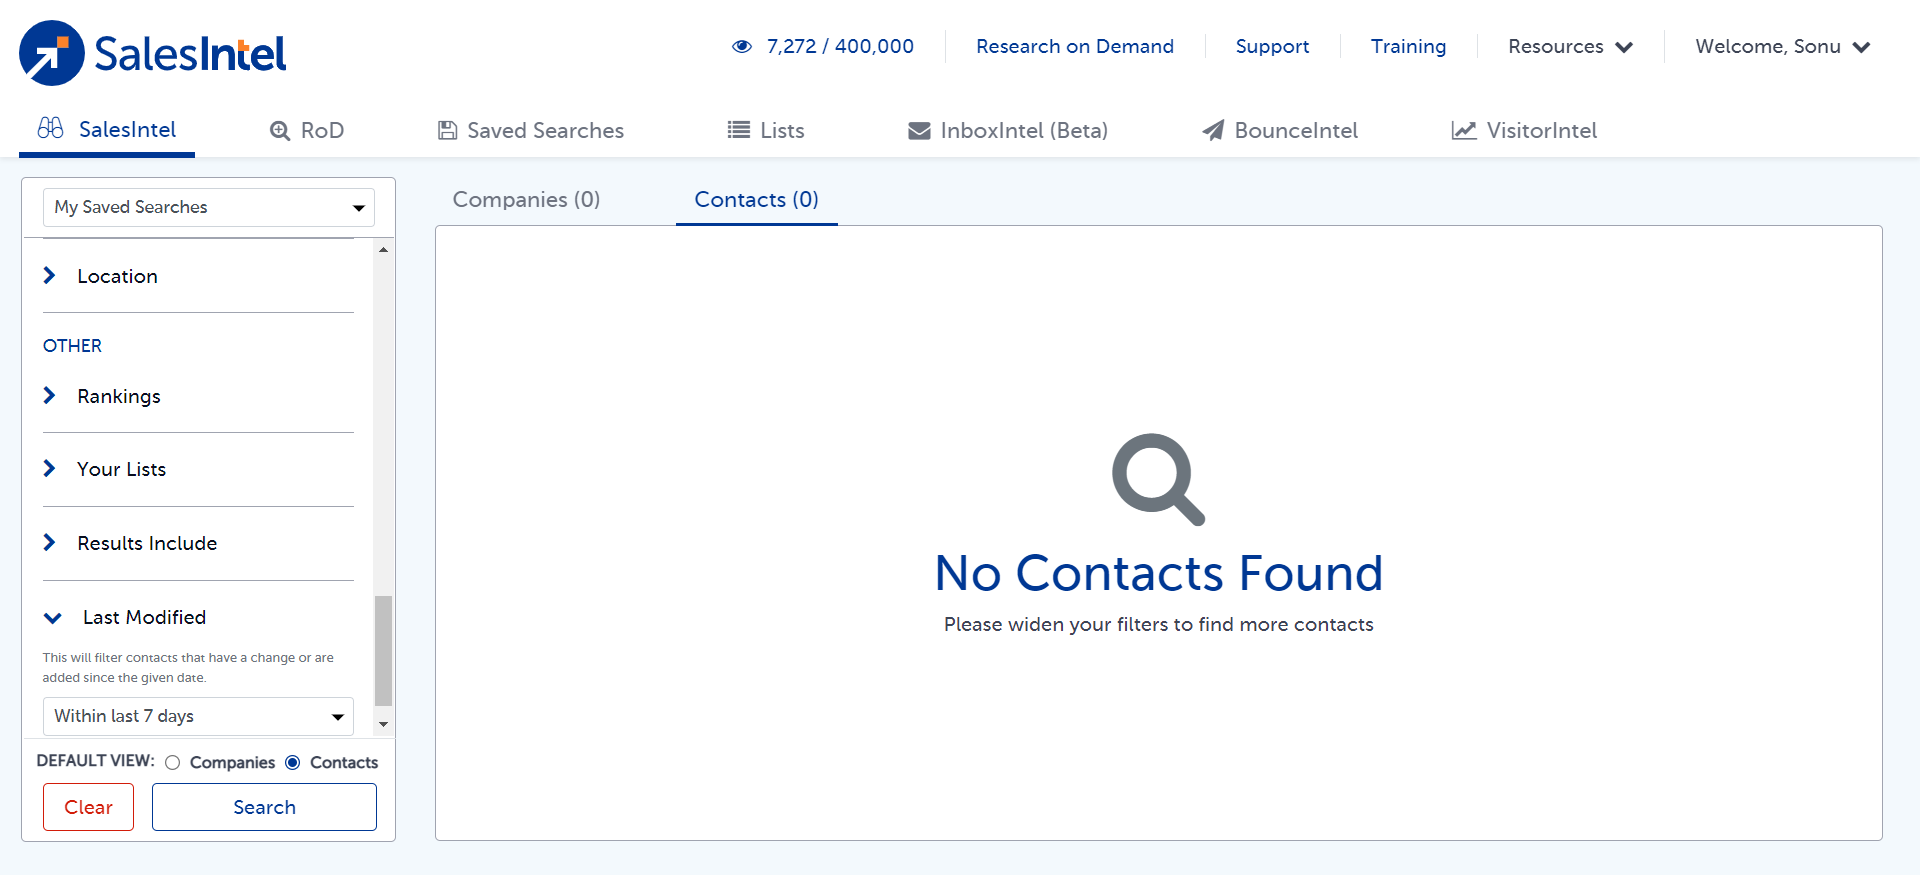 SalesIntel
7,272 / 400,000
Research on Demand
Support
Training
Resources
Welcome, Sonu
SalesIntel
RoD
Saved Searches
Lists
InboxIntel (Beta)
BounceIntel
VisitorIntel
My Saved Searches
Location
OTHER
Rankings
Your Lists
Results Include
Last Modified
This will filter contacts that have a change or are
added since the given date.
Within last 7 days
DEFAULT VIEW: Companies Contacts
Clear
Search
Companies (0)
Contacts (0)
No Contacts Found
Please widen your filters to find more contacts